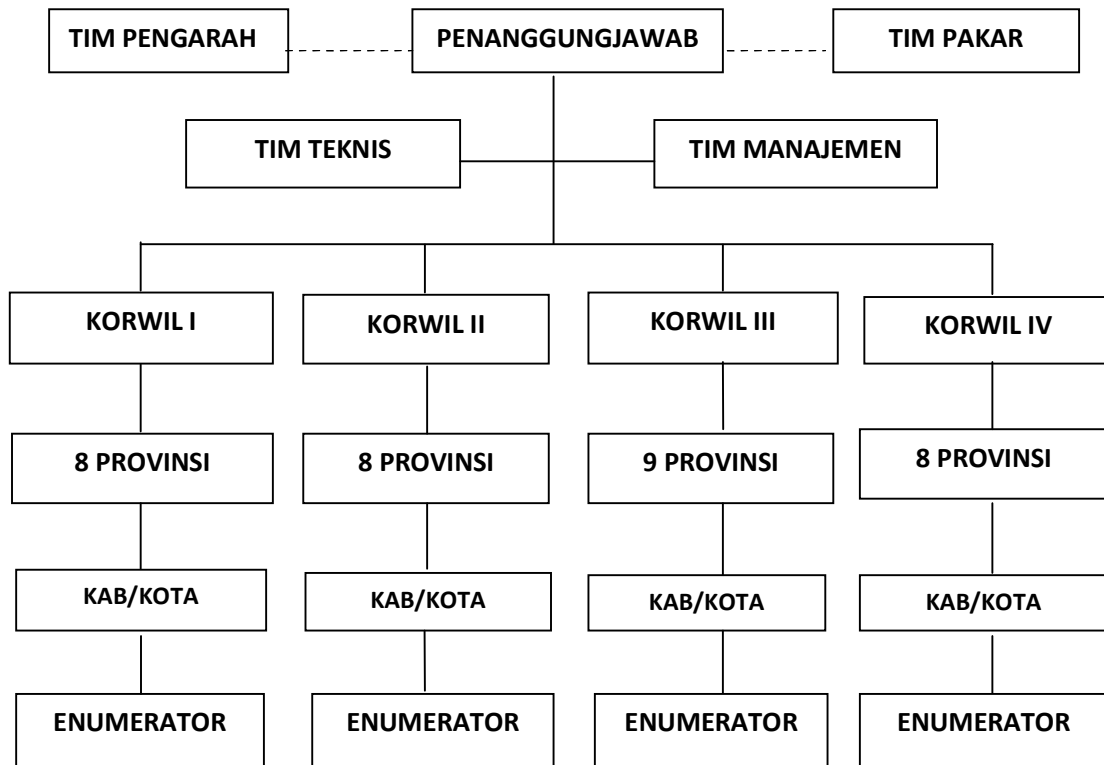 TIM PENGARAH
PENANGGUNGJAWAB
TIM PAKAR
TIM TEKNIS
TIM MANAJEMEN
KORWIL I
KORWIL II
KORWIL III
KORWIL IV
8 PROVINSI
8 PROVINSI
9 PROVINSI
8 PROVINSI
KAB/KOTA
KAB/KOTA
KAB/KOTA
KAB/KOTA
ENUMERATOR
ENUMERATOR
ENUMERATOR
ENUMERATOR